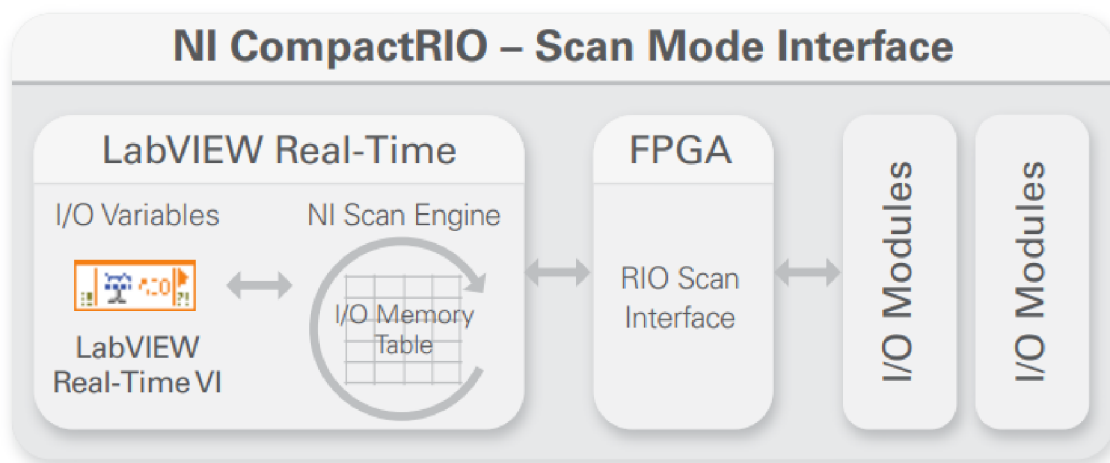 NI CompactRIO – Scan Mode Interface
LabVIEW Real-Time
I/O Variables
NI Scan Engine
LabVIEW
Real-Time VI
I/O Memory
Table
FPGA
RIO Scan
Interface
I/O Modules
I/O Modules